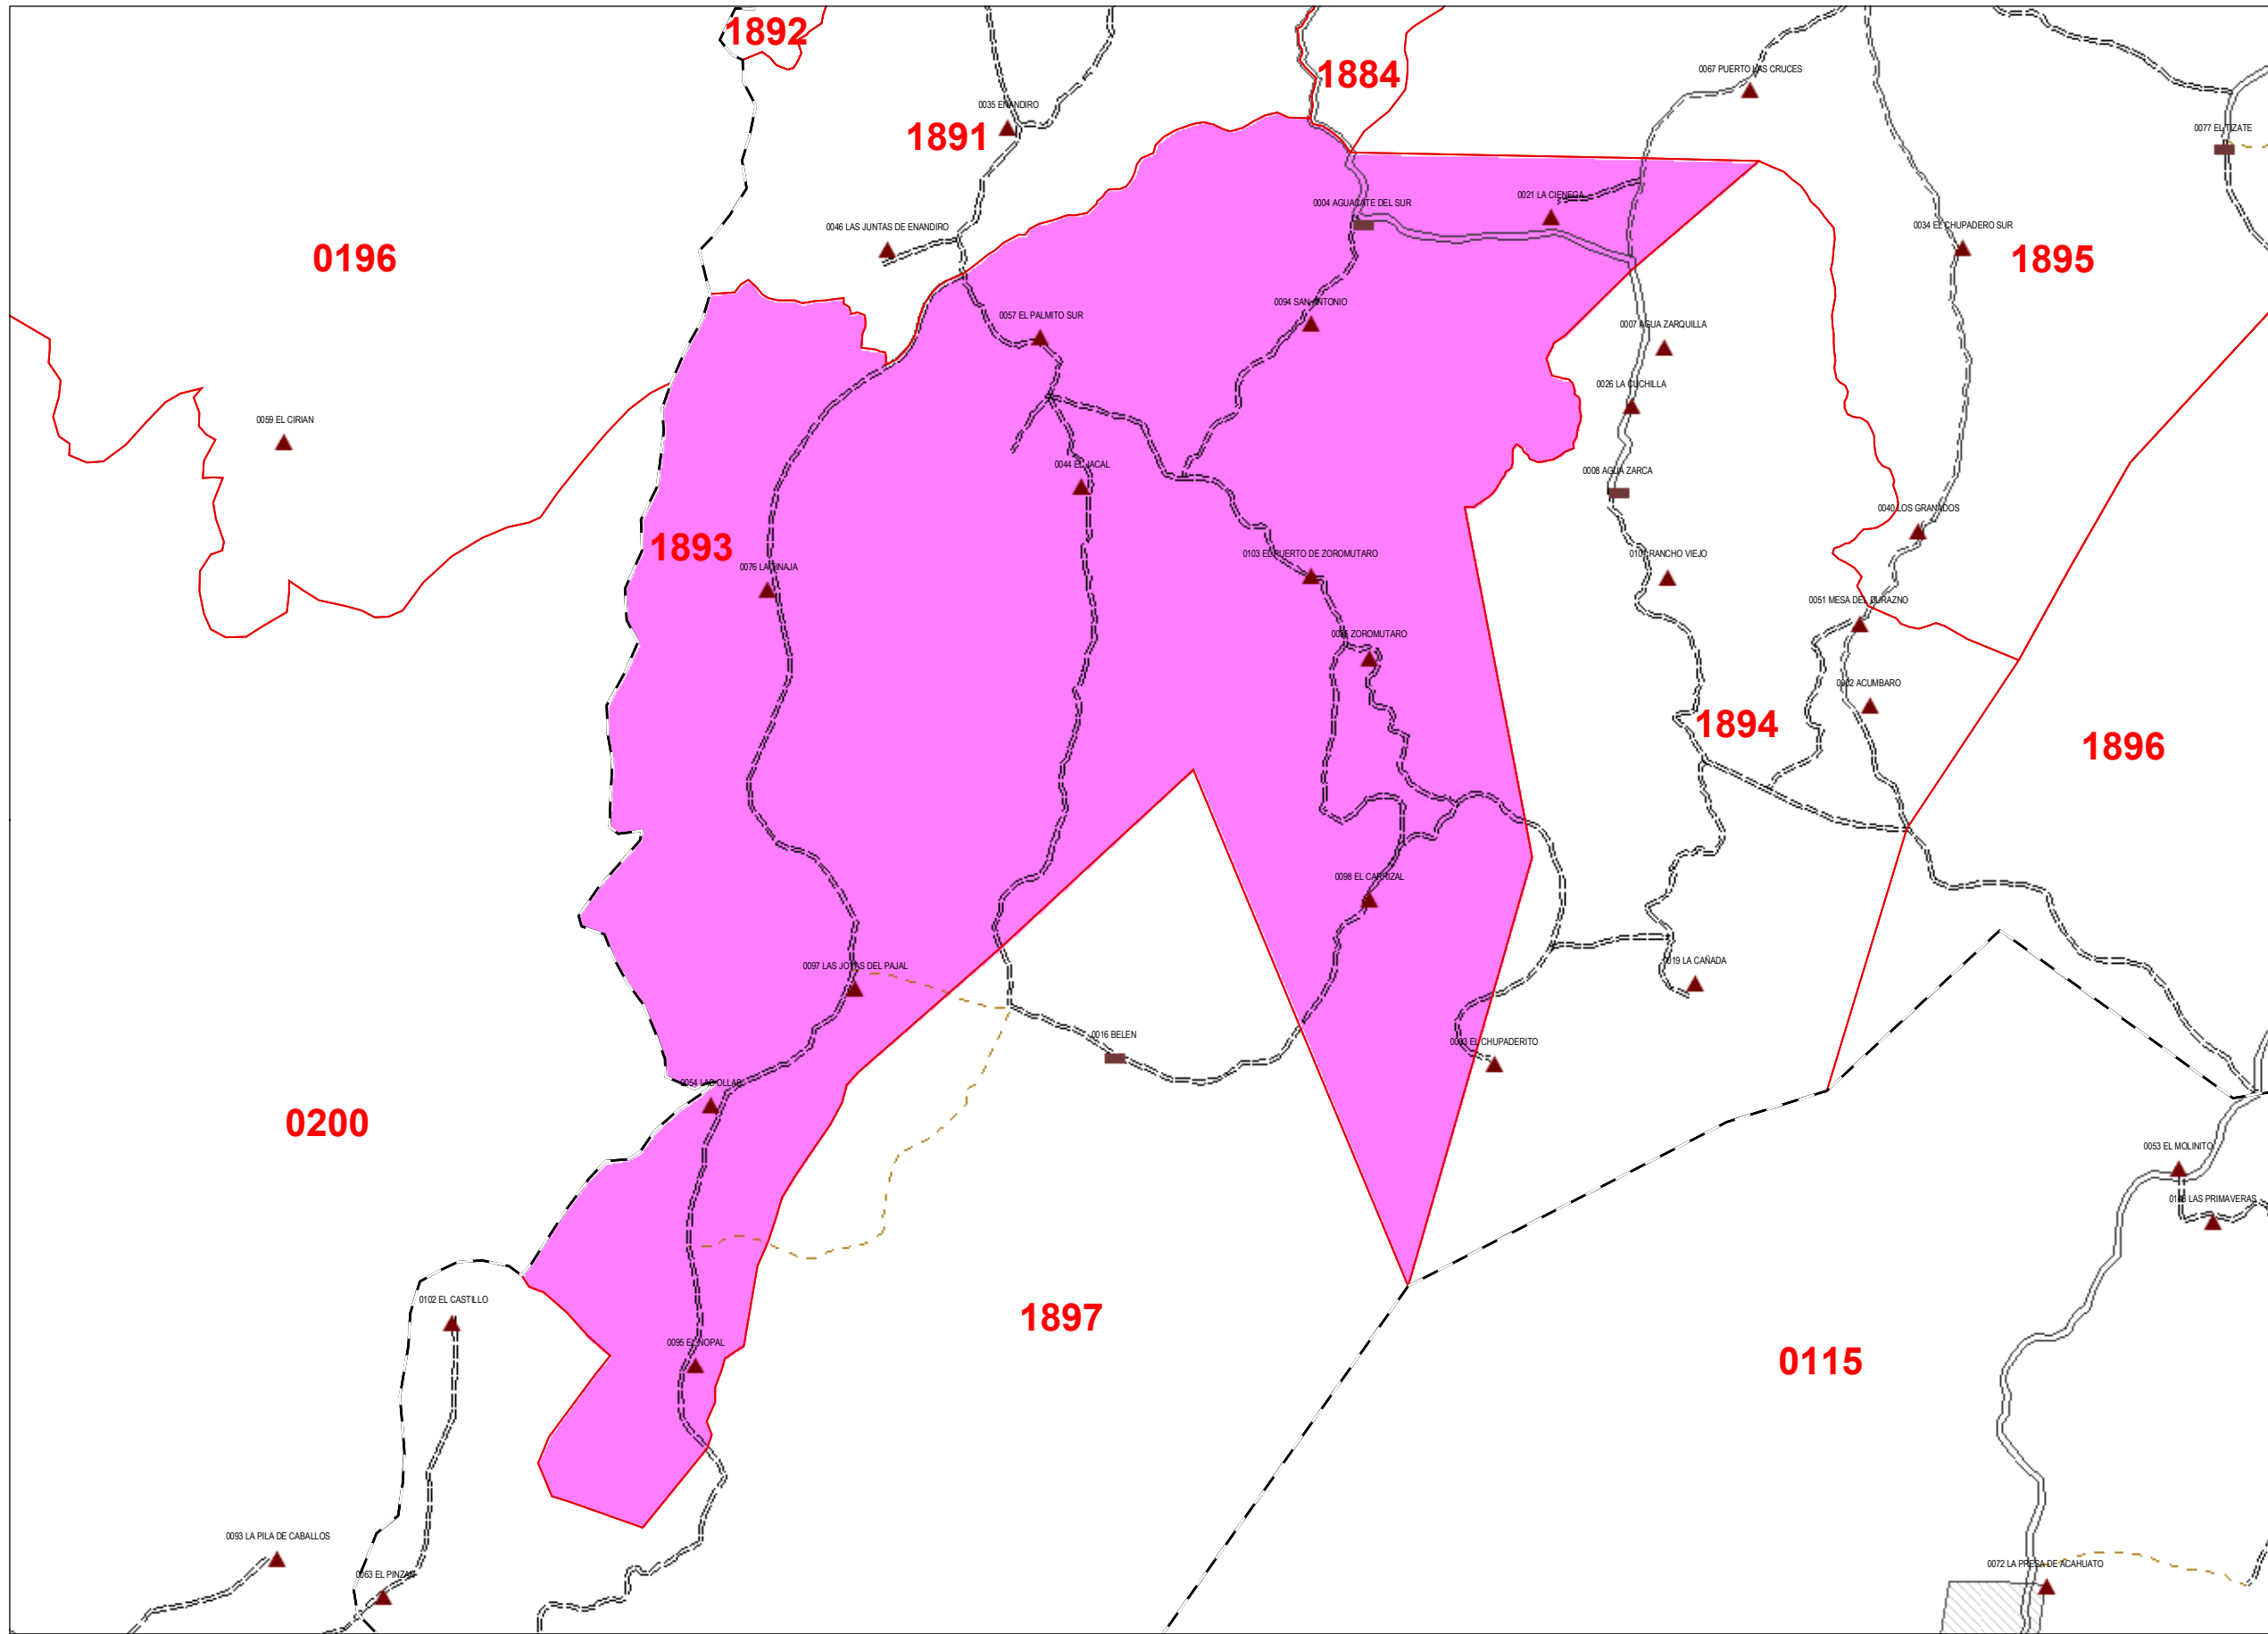 1892
1884
0067 PUERTO LAS CRUCES
0035 ENANDIRO
1891
0077 EL TIZATE
0021 LA CIENEGA
0004 AGUACATE DEL SUR
0046 LAS JUNTAS DE ENANDIRO
0034 EL CHUPADERO SUR
0196
1895
0094 SAN ANTONIO
0057 EL PALMITO SUR
0007 AGUA ZARQUILLA
0026 LA CUCHILLA
0059 EL CIRIAN
0044 EL JACAL
0008 AGUA ZARCA
0040 LOS GRANADOS
1893
0103 EL PUERTO DE ZOROMUTARO
RANCHO VIEJO
0076 LA TINAJA
0051 MESA DEL DURAZNO
ZOROMUTARO
0002 ACUMBARO
1894
1896
0098 EL CARRIZAL
0097 LAS JOYAS DEL PAJAL
0019 LA CAÑADA
0016 BELEN
EL CHUPADERITO
0054 LAS OLLAS
0200
0053 EL MOLINITO
LAS PRIMAVERAS
0102 EL CASTILLO
1897
0095 EL NOPAL
0115
0093 LA PILA DE CABALLOS
0063 EL PINZAN
0072 LA PRESA DE ACAHUATO